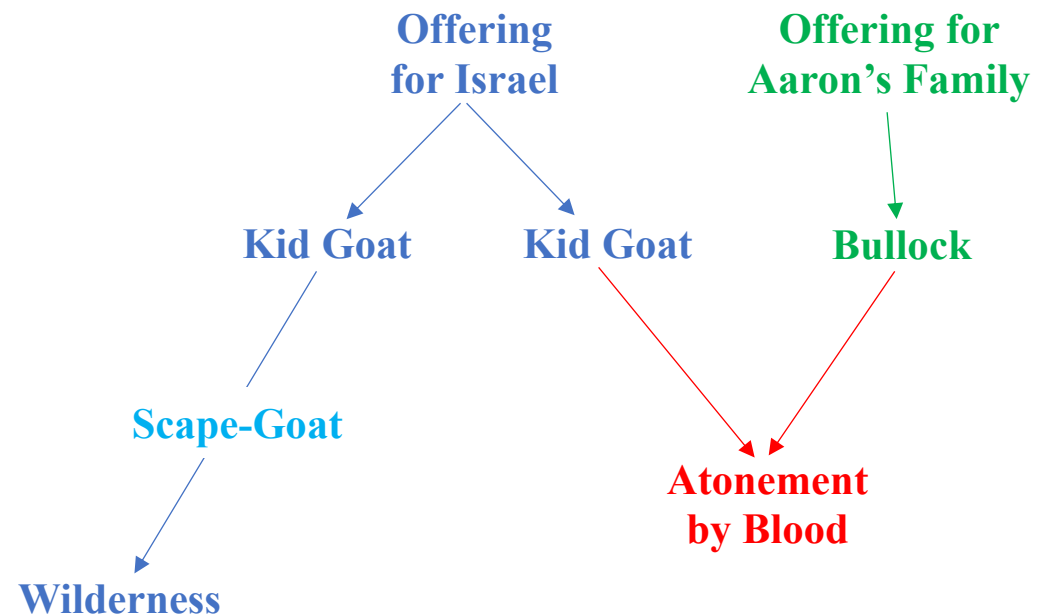 Offering
for Israel
Offering for
Aaron’s Family
Kid Goat
Kid Goat
Bullock
Scape-Goat
Atonement
by Blood
Wilderness